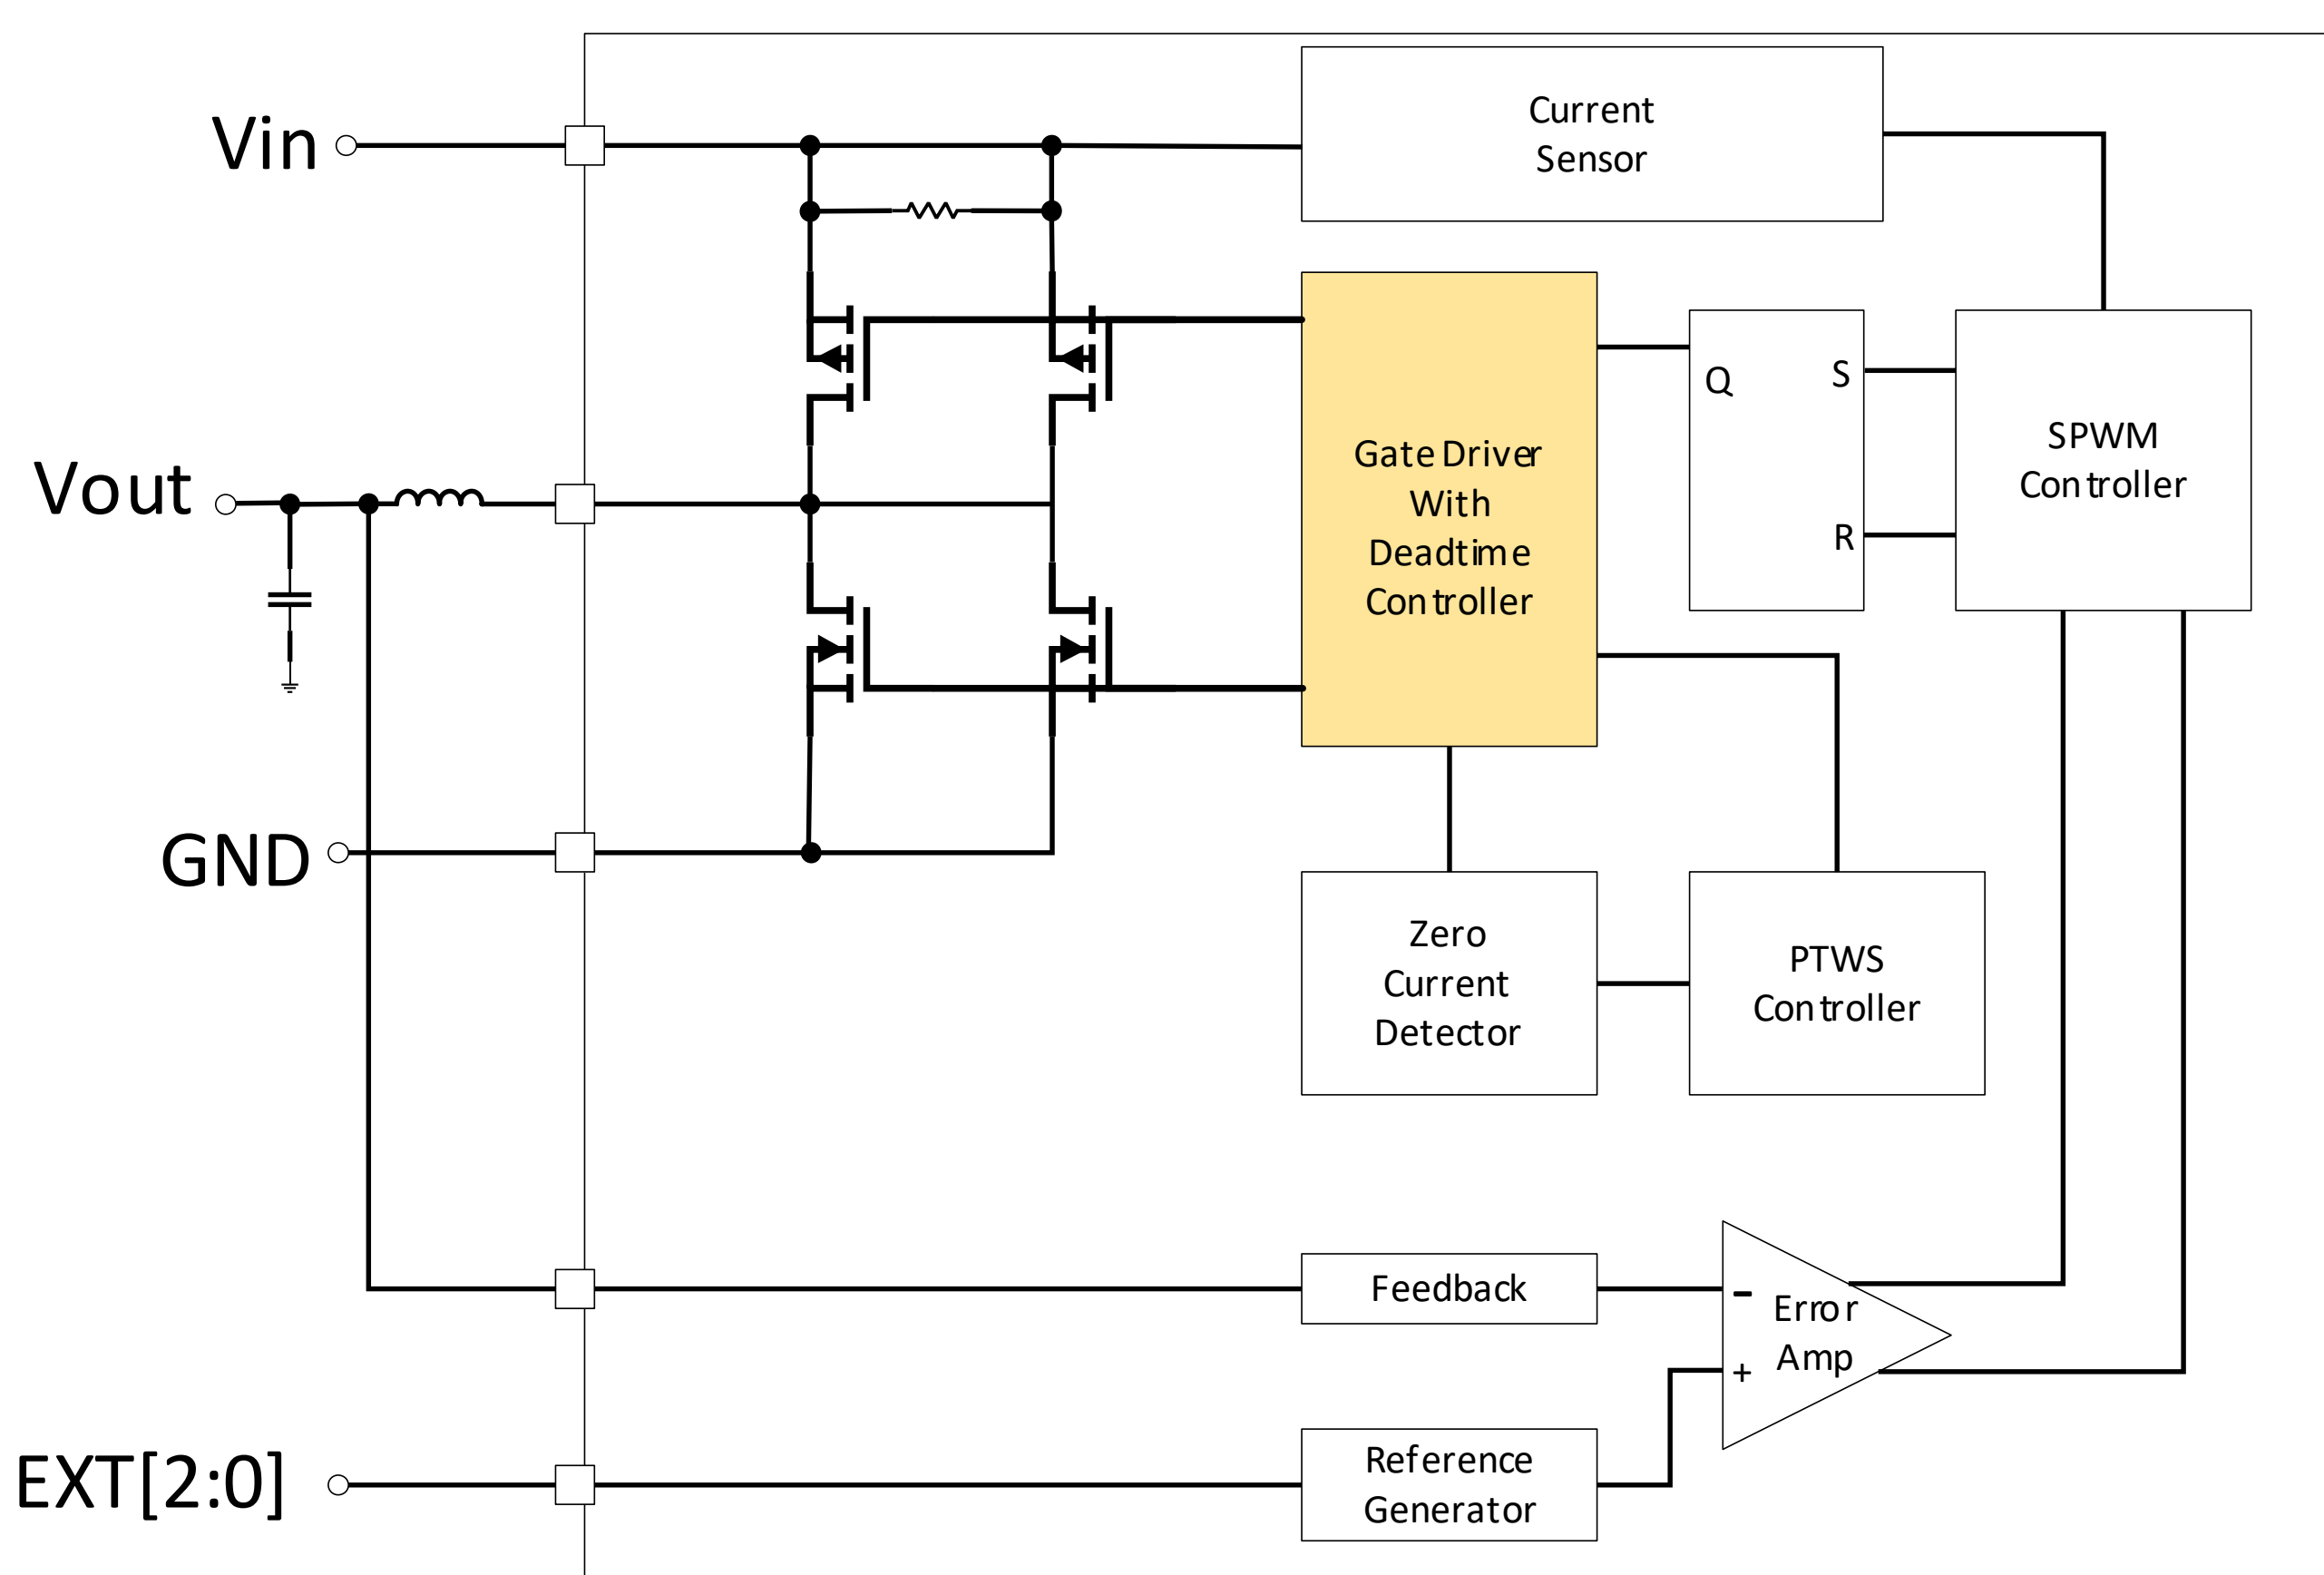 Current
Sensor
Vin
Q
S
R
SPWM
Controller
Gate Driver
With
Deadtime
Controller
Vout
GND
Zero
Current
Detector
PTWS
Controller
Feedback
-
+
Error
Amp
Reference
Generator
EXT[2:0]